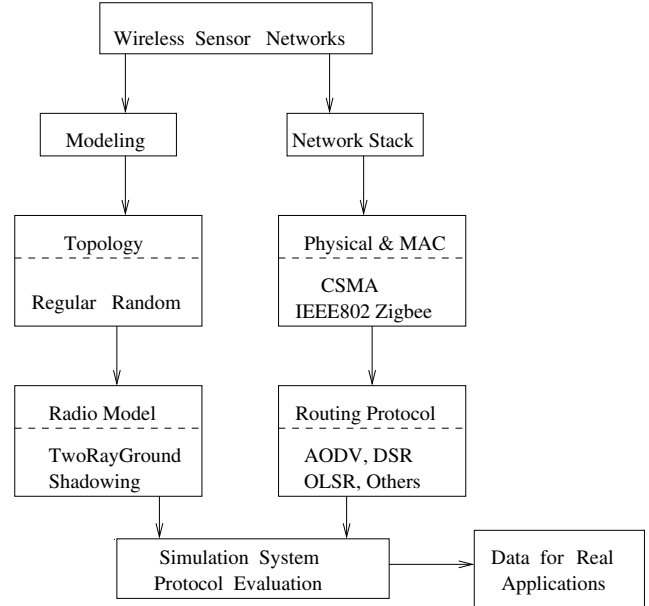 Wireless Sensor Networks
Modeling
Network Stack
Topology
Regular Random
Physical & MAC
CSMA
IEEE802 Zigbee
Radio Model
TwoRayGround
Shadowing
Routing Protocol
AODV, DSR
OLSR, Others
Simulation System
Protocol Evaluation
Data for Real
Applications